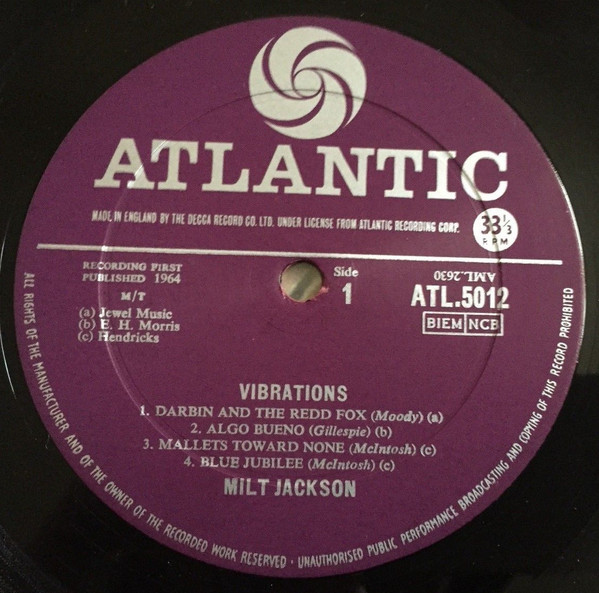 ATLANTIC
MADE IN ENGLAND BY THE DECCA RECORD CO. LTD. UNDER LICENSE FROM ATLANTIC RECORDING CORP.
33⅓
RPM
RECORDING FIRST
PUBLISHED 1964
M/T
(a) Jewel Music
(b) E. H. Morris
(c) Hendricks
Side
1
AML.2630
ATL.5012
BIEM NCB
VIBRATIONS
1. DARBIN AND THE REDD FOX (Moody) (a)
2. ALGO BUENO (Gillespie) (b)
3. MALLETS TOWARD NONE (McIntosh) (c)
4. BLUE JUBILEE (McIntosh) (c)
MILT JACKSON
ALL RIGHTS OF THE MANUFACTURER AND OF THE OWNER OF THE RECORDED WORK RESERVED · UNAUTHORISED PUBLIC PERFORMANCE BROADCASTING AND COPYING OF THIS RECORD PROHIBITED